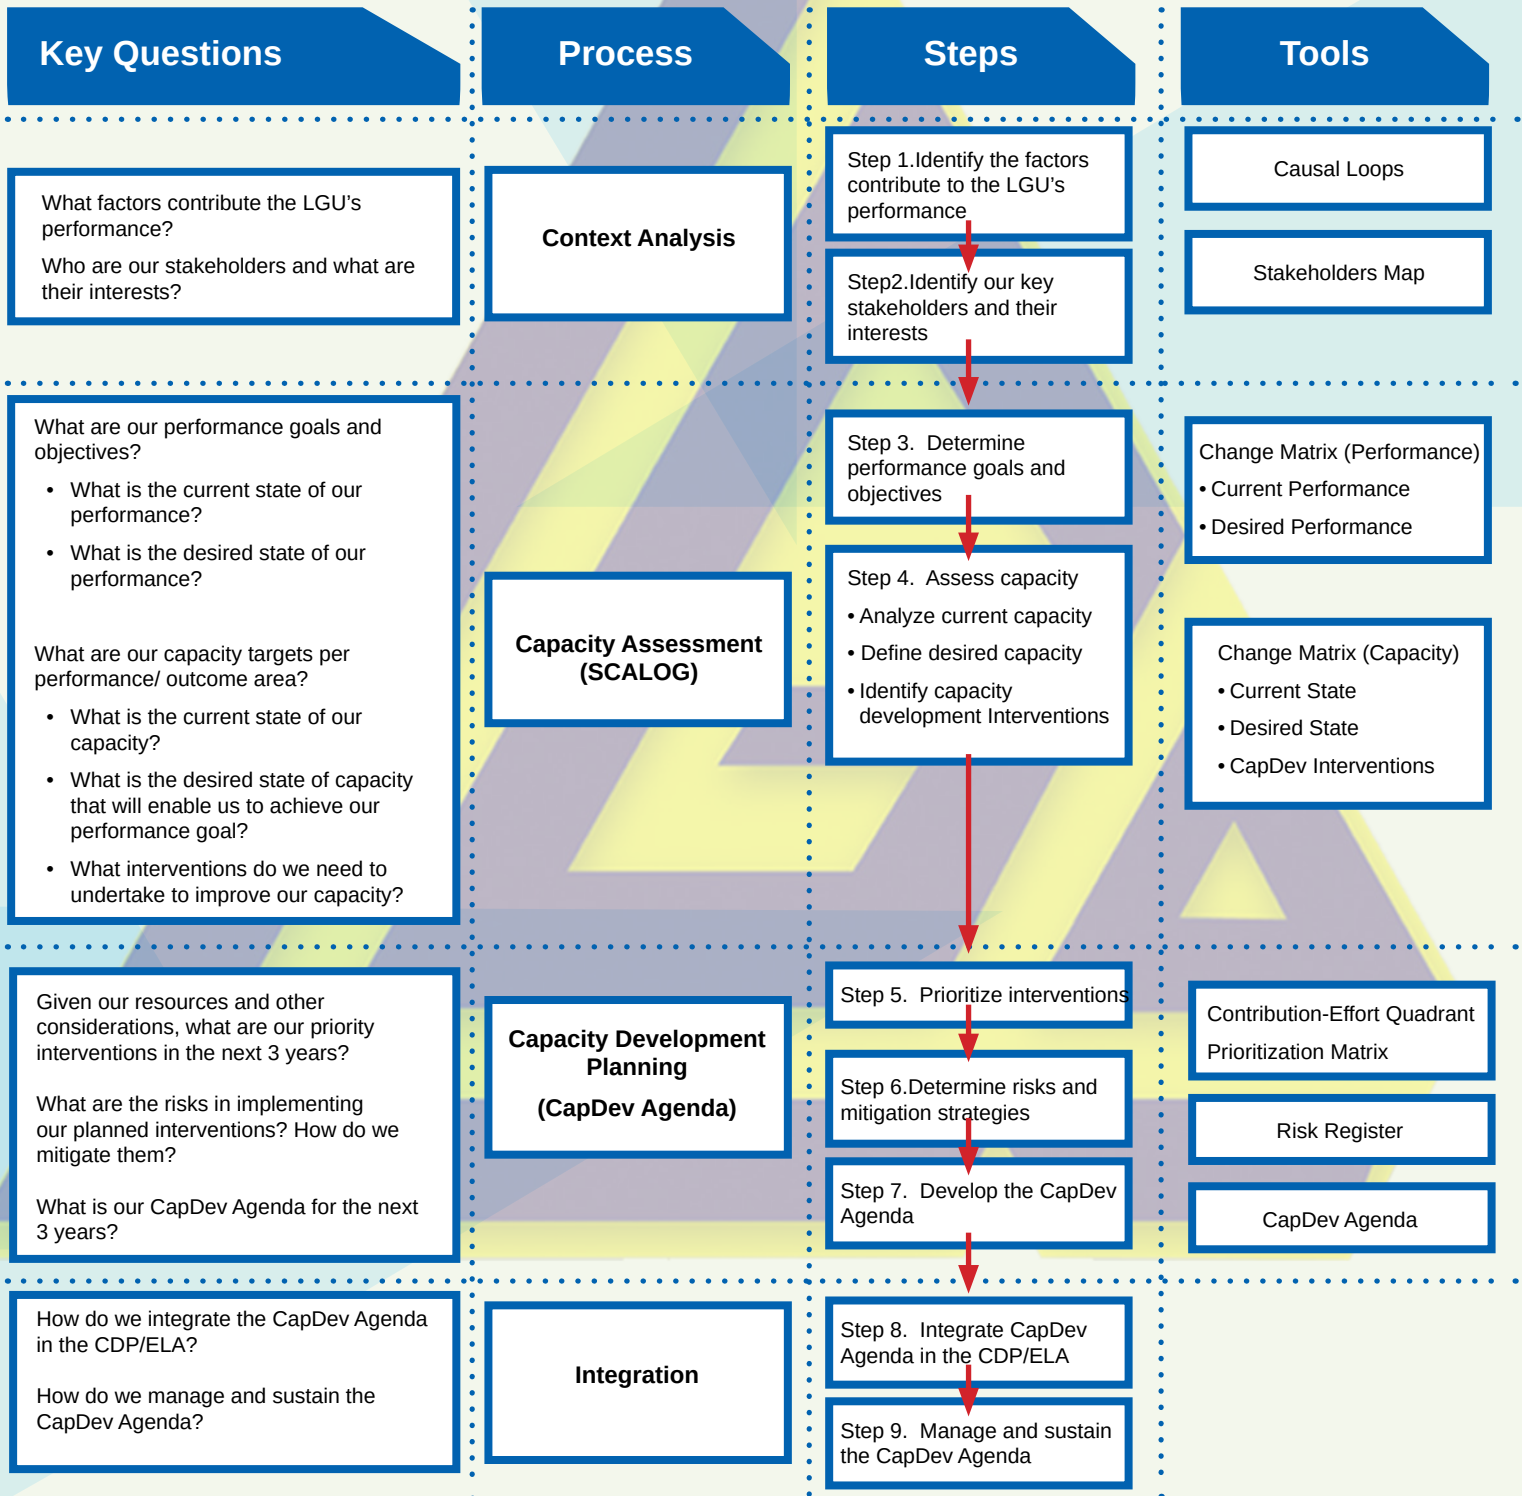 Key Questions
Process
Steps
Tools
What factors contribute the LGU's
performance?
Who are our stakeholders and what are
their interests?
Context Analysis
Step 1.Identify the factors
contribute to the LGU's
performance
Step2.Identify our key
stakeholders and their
interests
Causal Loops
Stakeholders Map
What are our performance goals and
objectives?
• What is the current state of our
performance?
• What is the desired state of our
performance?
What are our capacity targets per
performance/ outcome area?
• What is the current state of our
capacity?
• What is the desired state of capacity
that will enable us to achieve our
performance goal?
• What interventions do we need to
undertake to improve our capacity?
Capacity Assessment
(SCALOG)
Step 3. Determine
performance goals and
objectives
Step 4. Assess capacity
• Analyze current capacity
• Define desired capacity
• Identify capacity
development Interventions
Change Matrix (Performance)
• Current Performance
• Desired Performance
Change Matrix (Capacity)
• Current State
• Desired State
• CapDev Interventions
Given our resources and other
considerations, what are our priority
interventions in the next 3 years?
What are the risks in implementing
our planned interventions? How do we
mitigate them?
What is our CapDev Agenda for the next
3 years?
Capacity Development
Planning
(CapDev Agenda)
Step 5. Prioritize interventions
Step 6.Determine risks and
mitigation strategies
Step 7. Develop the CapDev
Agenda
Contribution-Effort Quadrant
Prioritization Matrix
Risk Register
CapDev Agenda
How do we integrate the CapDev Agenda
in the CDP/ELA?
How do we manage and sustain the
CapDev Agenda?
Integration
Step 8. Integrate CapDev
Agenda in the CDP/ELA
Step 9. Manage and sustain
the CapDev Agenda